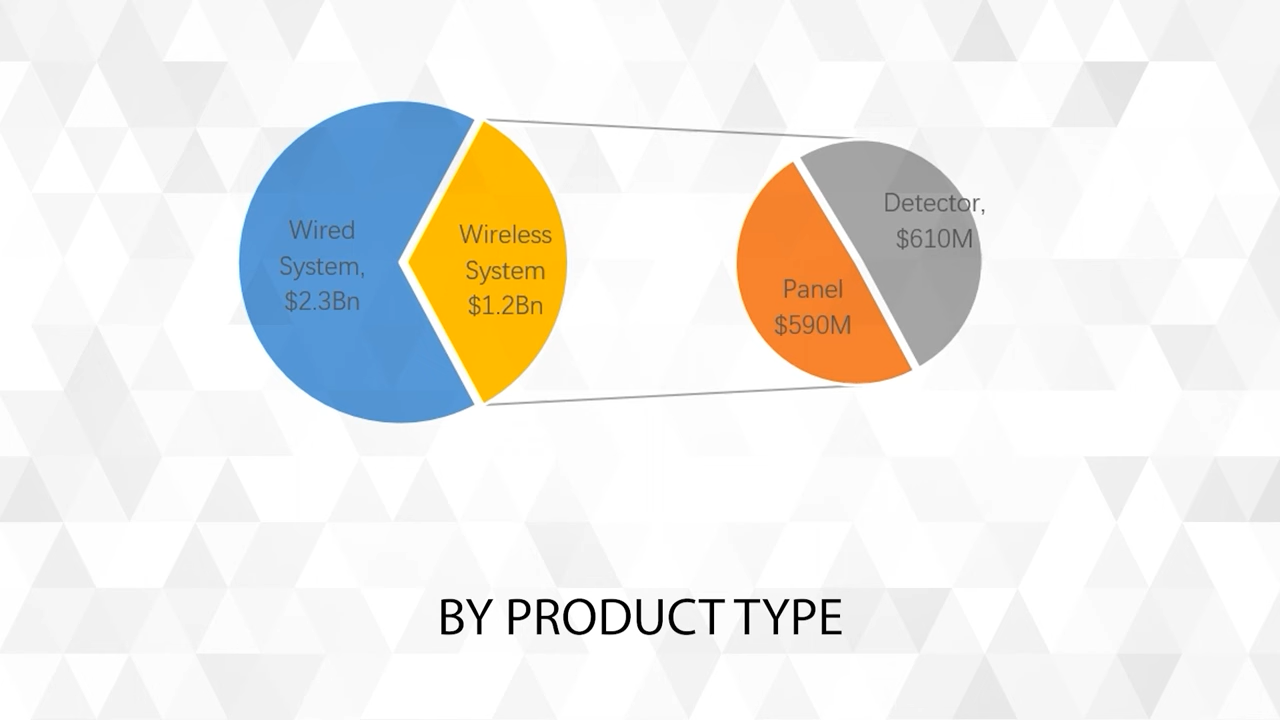 Wired
System,
$2.3Bn
Wireless
System
$1.2Bn
Detector,
$610M
Panel
$590M
BY PRODUCT TYPE